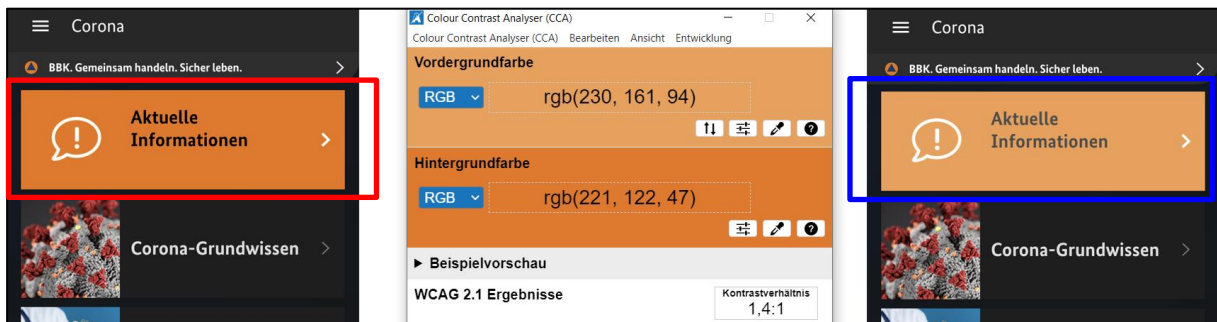 Corona
BBK. Gemeinsam handeln. Sicher leben.
Aktuelle
Informationen
Corona-Grundwissen
Colour Contrast Analyser (CCA)
Colour Contrast Analyser (CCA) Bearbeiten Ansicht Entwicklung
Vordergrundfarbe
RGB
rgb(230, 161, 94)
Hintergrundfarbe
RGB
rgb(221, 122, 47)
Beispielvorschau
WCAG 2.1 Ergebnisse
Kontrastverhältnis
1,4:1
Corona
BBK. Gemeinsam handeln. Sicher leben.
Aktuelle
Informationen
Corona-Grundwissen